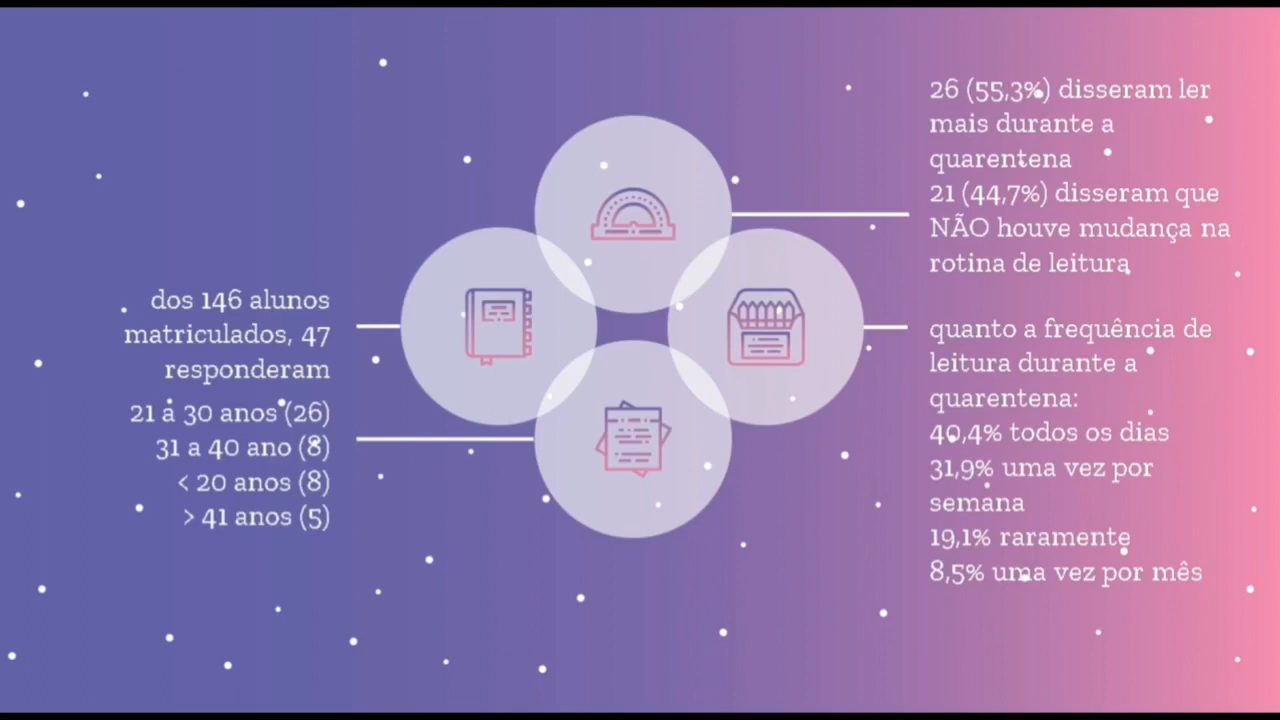 dos 146 alunos
matriculados, 47
responderam
21 a 30 anos (26)
31 a 40 ano (8)
< 20 anos (8)
> 41 anos (5)
26 (55,3%) disseram ler
mais durante a
quarentena
21 (44,7%) disseram que
NÃO houve mudança na
rotina de leitura
quanto a frequência de
leitura durante a
quarentena:
40,4% todos os dias
31,9% uma vez por
semana
19,1% raramente
8,5% uma vez por mês